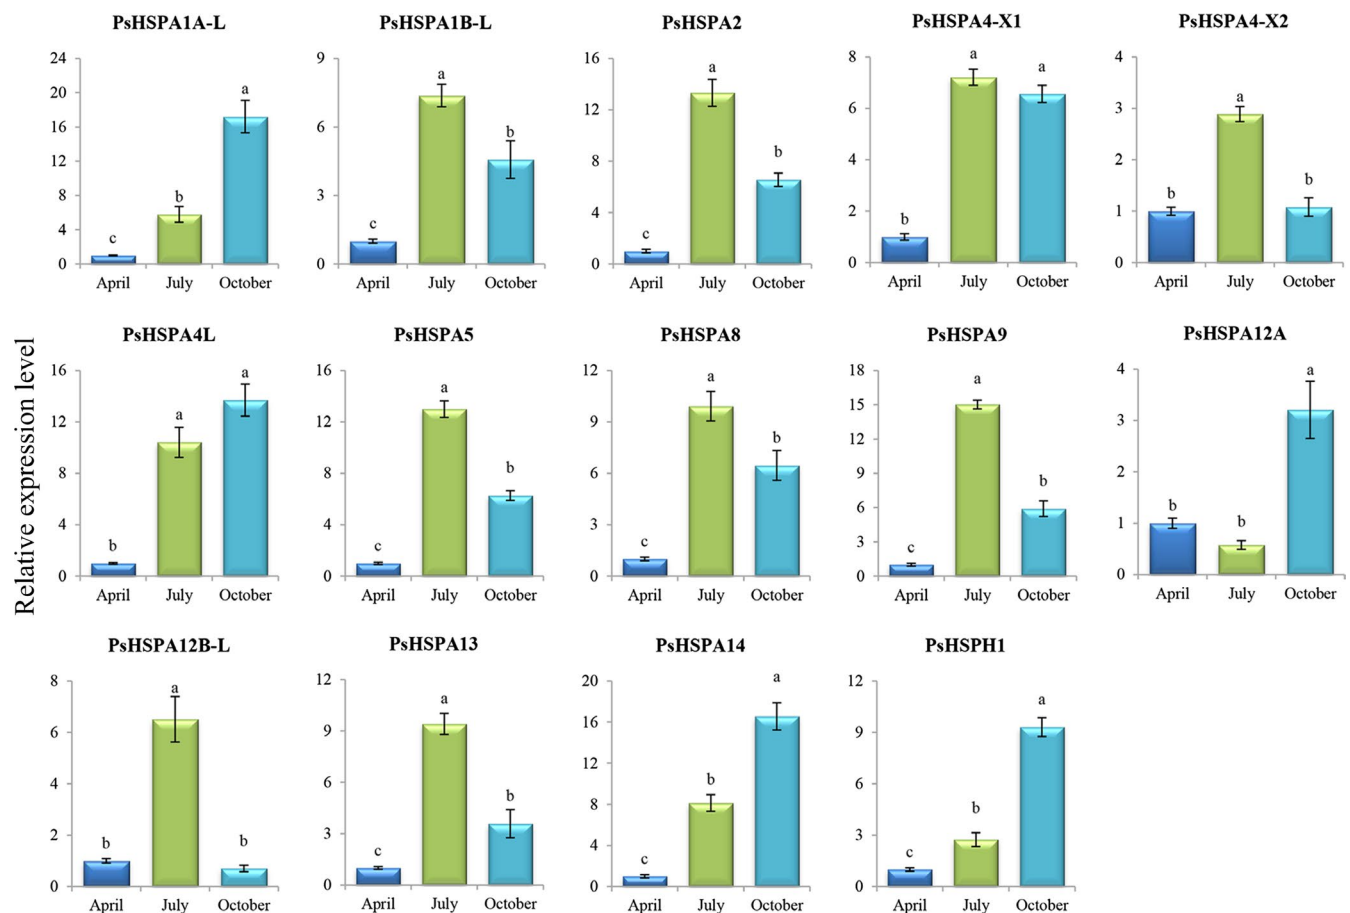 PsHSPA1A-L
24
20
16
12
8
4
0
c
b
a
April July October
PsHSPA1B-L
9
6
3
0
c
a
b
April July October
PsHSPA2
16
12
8
4
0
c
a
b
April July October
PsHSPA4-X1
8
6
4
2
0
b
a
a
April July October
PsHSPA4-X2
4
3
2
1
0
b
a
b
April July October
Relative expression level
PsHSPA4L
16
12
8
4
0
b
a
a
April July October
PsHSPA5
16
12
8
4
0
c
a
b
April July October
PsHSPA8
12
9
6
3
0
c
a
b
April July October
PsHSPA9
18
15
12
9
6
3
0
c
a
b
April July October
PsHSPA12A
4
3
2
1
0
b
b
a
April July October
PsHSPA12B-L
8
6
4
2
0
b
a
b
April July October
PsHSPA13
12
9
6
3
0
c
a
b
April July October
PsHSPA14
20
16
12
8
4
0
c
b
a
April July October
PsHSPH1
12
9
6
3
0
c
b
a
April July October